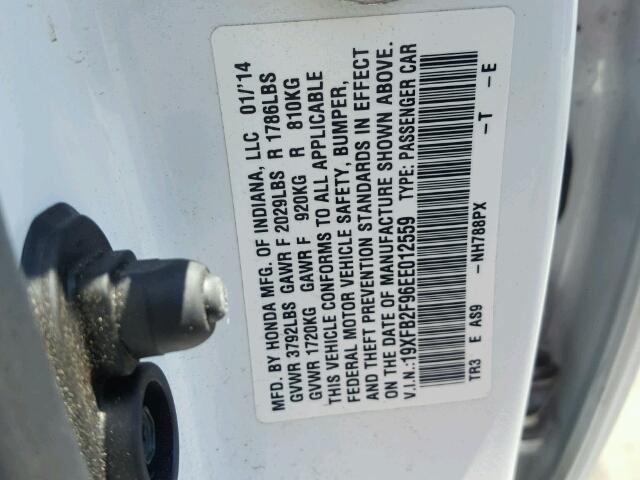 MFD. BY HONDA MFG. OF INDIANA, LLC 01/'14
GVWR 3792LBS GAWR F 2029LBS R 1786LBS
GVWR 1720KG GAWR F 920KG R 810KG
THIS VEHICLE CONFORMS TO ALL APPLICABLE
FEDERAL MOTOR VEHICLE SAFETY, BUMPER,
AND THEFT PREVENTION STANDARDS IN EFFECT
ON THE DATE OF MANUFACTURE SHOWN ABOVE.
V.I.N.:19XFB2F96EE012559 TYPE: PASSENGER CAR
TR3 E AS9 -NH788PX -T -E